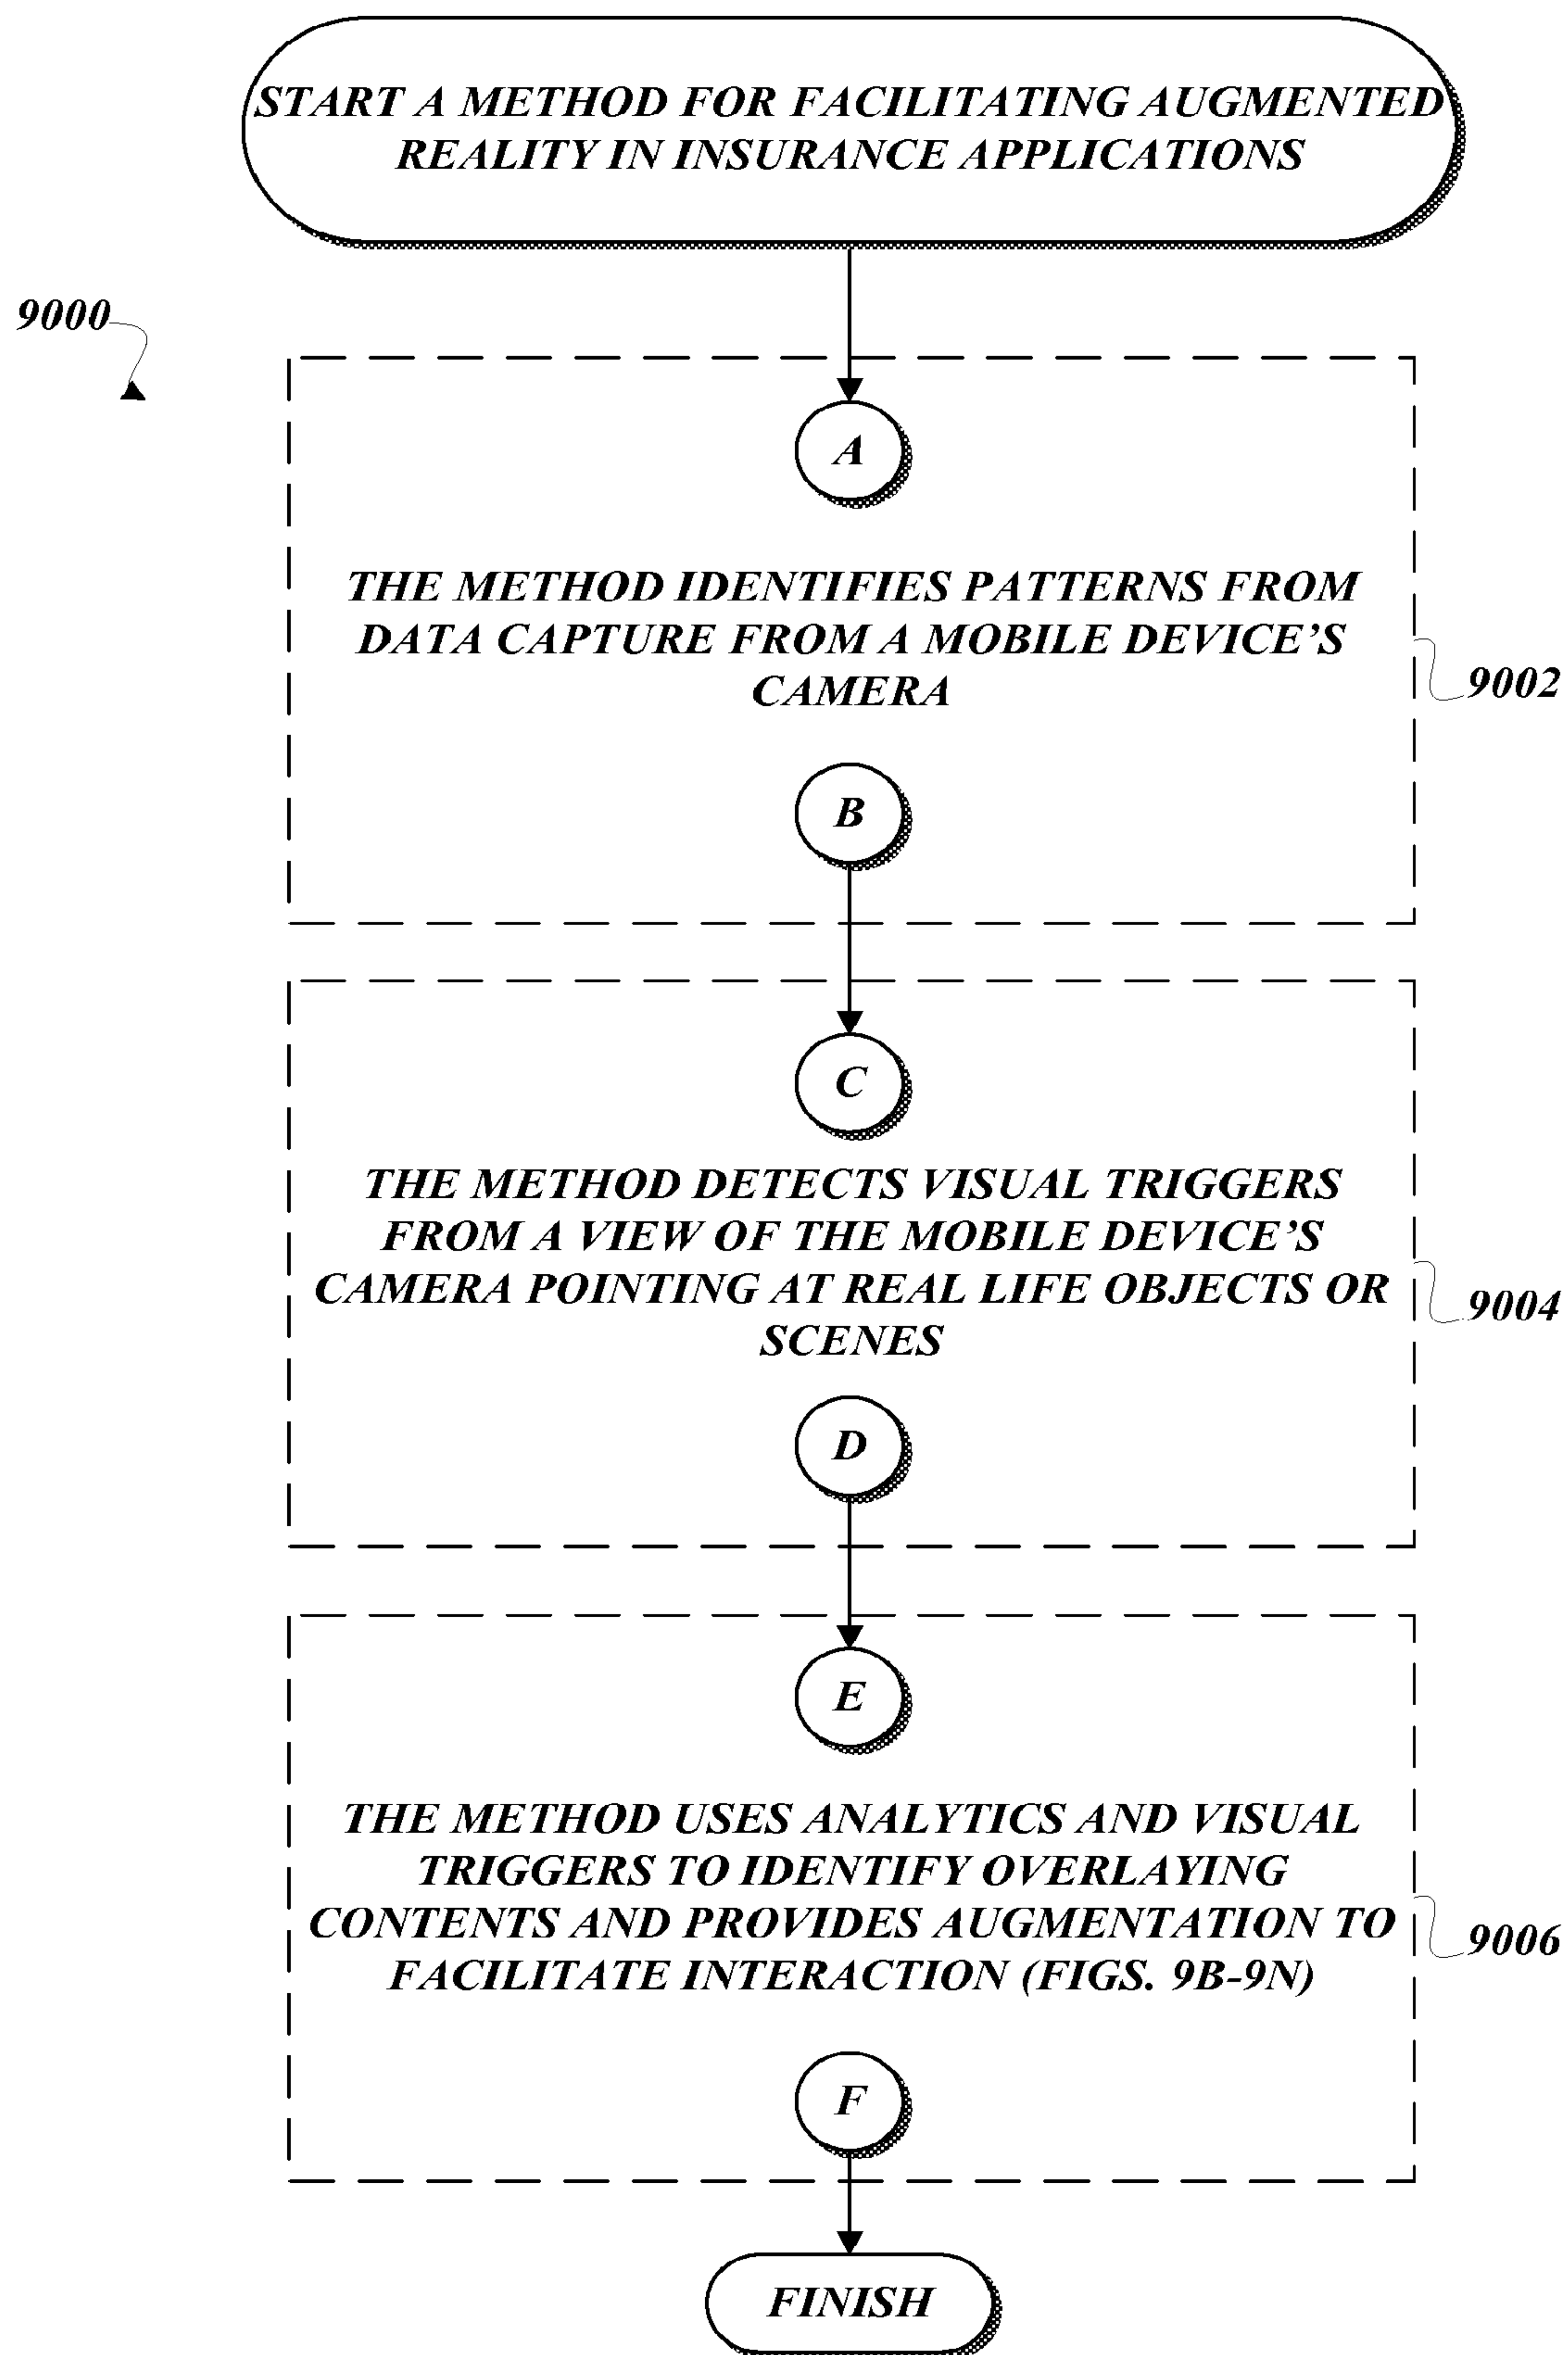 START A METHOD FOR FACILITATING AUGMENTED
REALITY IN INSURANCE APPLICATIONS
9000
A
THE METHOD IDENTIFIES PATTERNS FROM
DATA CAPTURE FROM A MOBILE DEVICE’S
CAMERA
9002
B
C
THE METHOD DETECTS VISUAL TRIGGERS
FROM A VIEW OF THE MOBILE DEVICE’S
CAMERA POINTING AT REAL LIFE OBJECTS OR
SCENES
9004
D
E
THE METHOD USES ANALYTICS AND VISUAL
TRIGGERS TO IDENTIFY OVERLAYING
CONTENTS AND PROVIDES AUGMENTATION TO
FACILITATE INTERACTION (FIGS. 9B-9N)
9006
F
FINISH